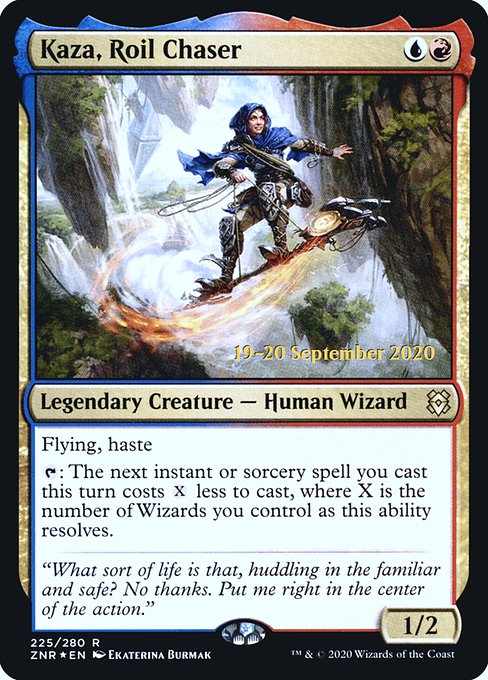 Kaza, Roil Chaser
19–20 September 2020
Legendary Creature — Human Wizard
Flying, haste
: The next instant or sorcery spell you cast
this turn costs X less to cast, where X is the
number of Wizards you control as this ability
resolves.
“What sort of life is that, huddling in the familiar
and safe? No thanks. Put me right in the center
of the action.”
1/2
225/280 R
ZNR ★ EN Ekaterina Burmak
™ & © 2020 Wizards of the Coast